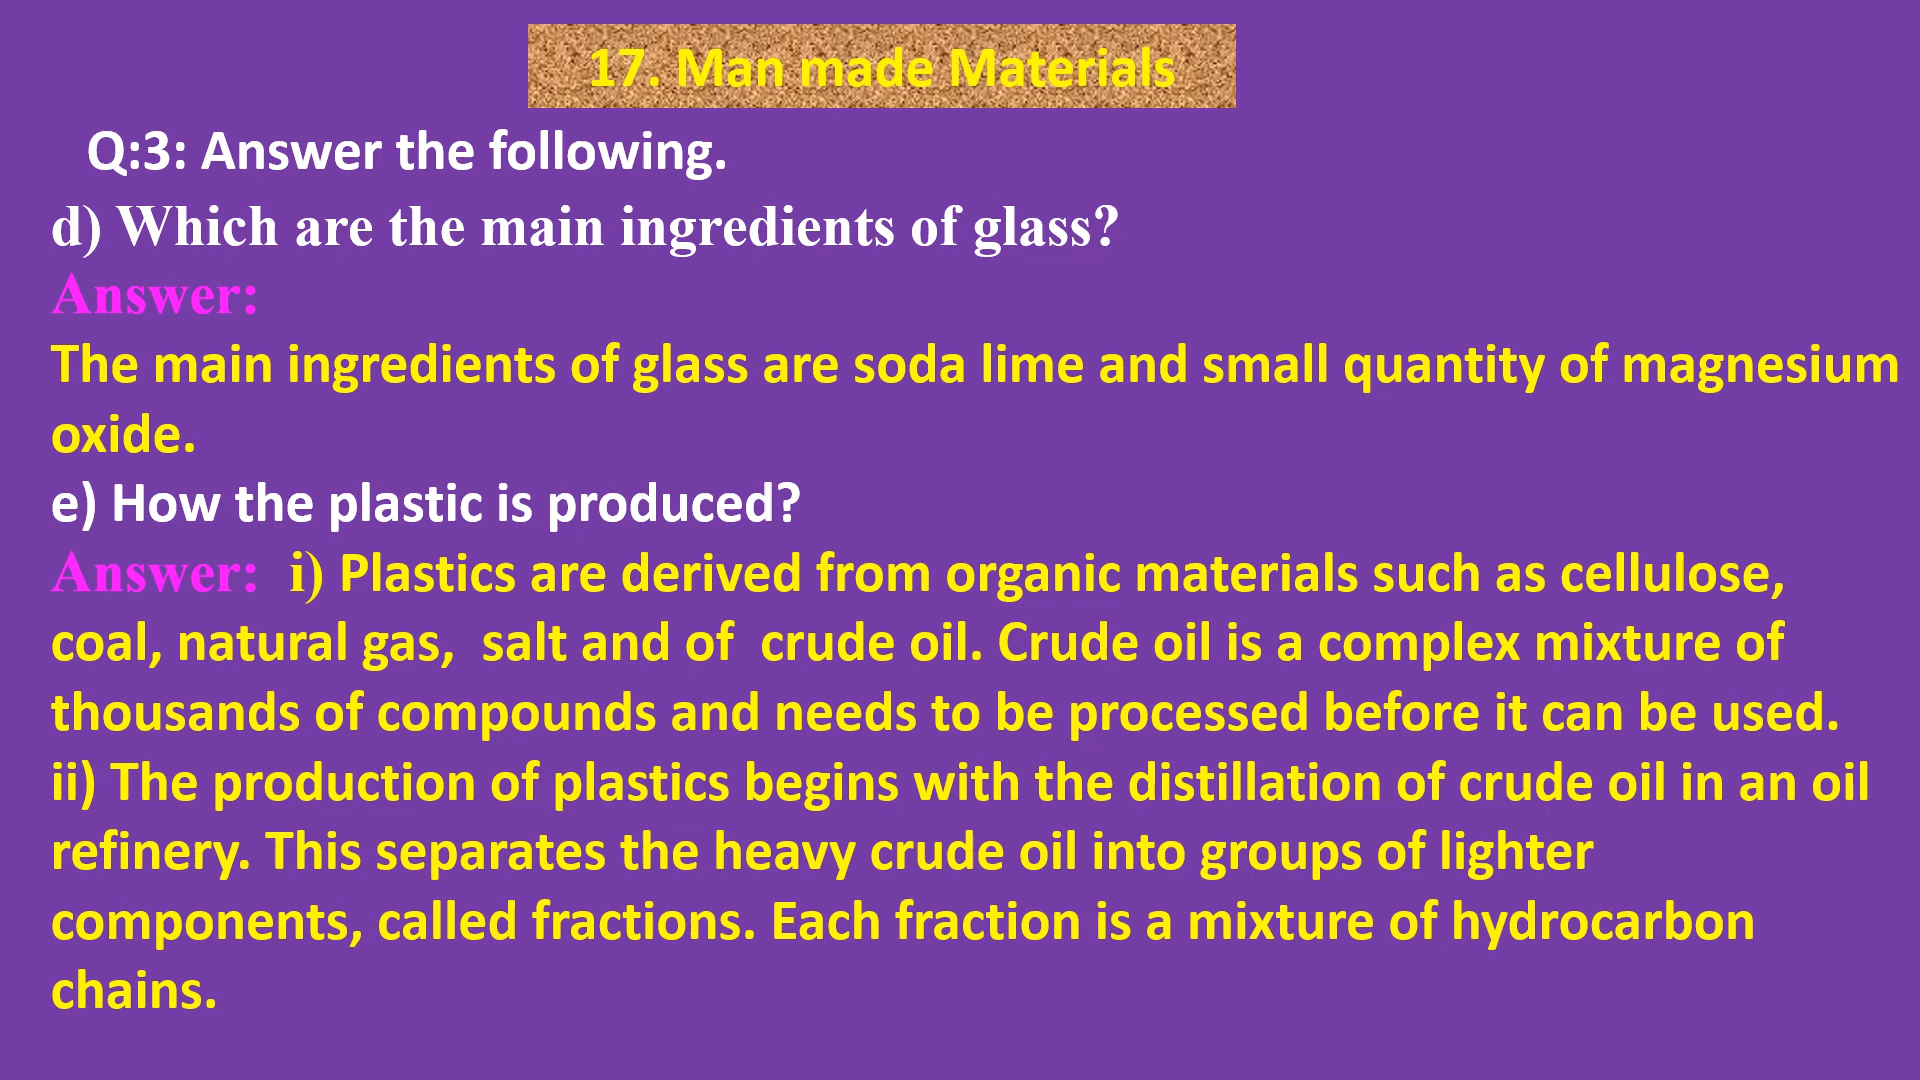 17. Man made Materials
Q:3: Answer the following.
d) Which are the main ingredients of glass?
Answer:
The main ingredients of glass are soda lime and small quantity of magnesium
oxide.
e) How the plastic is produced?
Answer:  i) Plastics are derived from organic materials such as cellulose,
coal, natural gas,  salt and of  crude oil. Crude oil is a complex mixture of
thousands of compounds and needs to be processed before it can be used.
ii) The production of plastics begins with the distillation of crude oil in an oil
refinery. This separates the heavy crude oil into groups of lighter
components, called fractions. Each fraction is a mixture of hydrocarbon
chains.